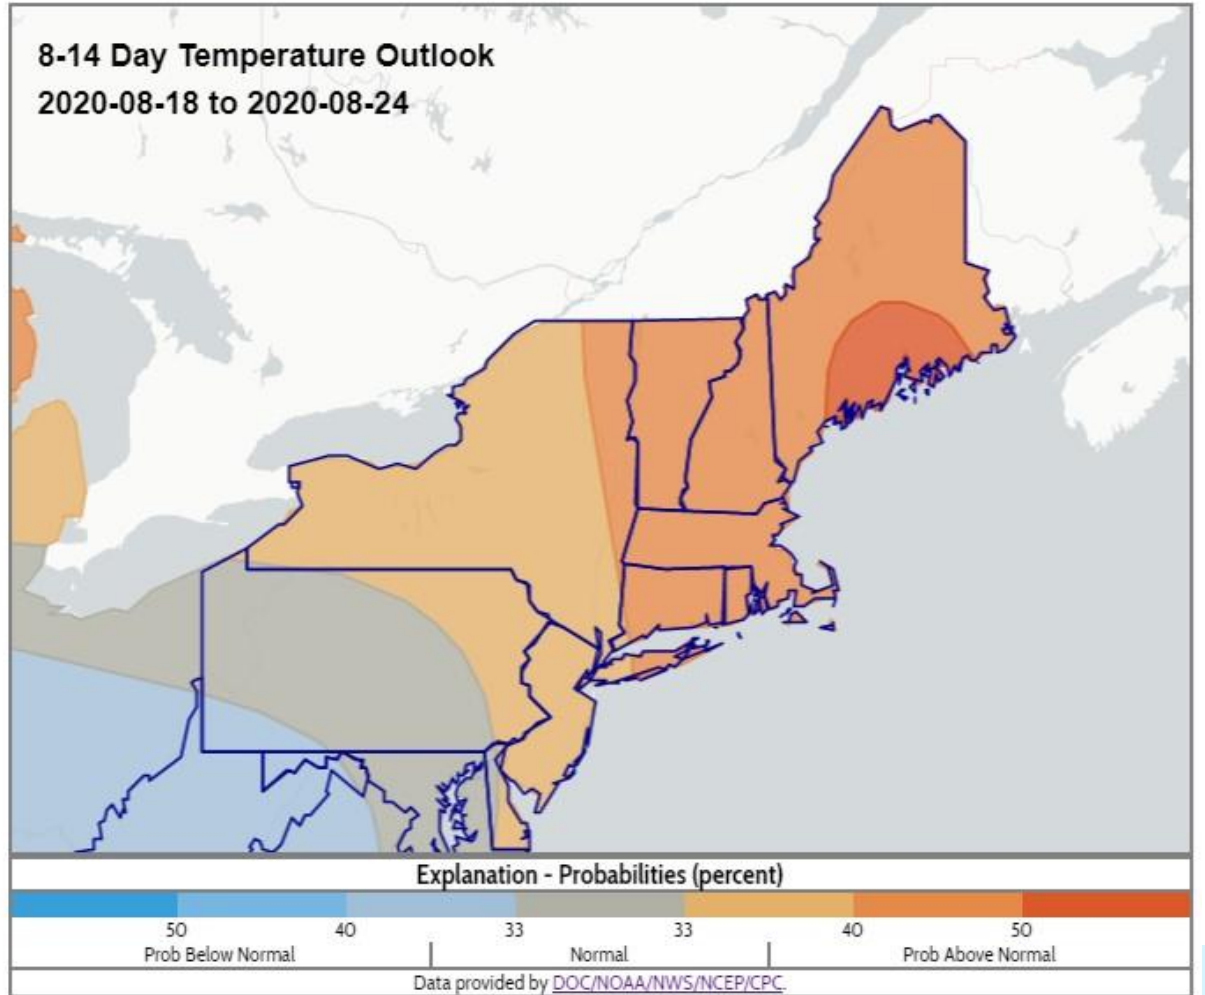 8-14 Day Temperature Outlook
2020-08-18 to 2020-08-24
Explanation - Probabilities (percent)
50 40 33 33 40 50
Prob Below Normal | Normal | Prob Above Normal
Data provided by DOC/NOAA/NWS/NCEP/CPC.